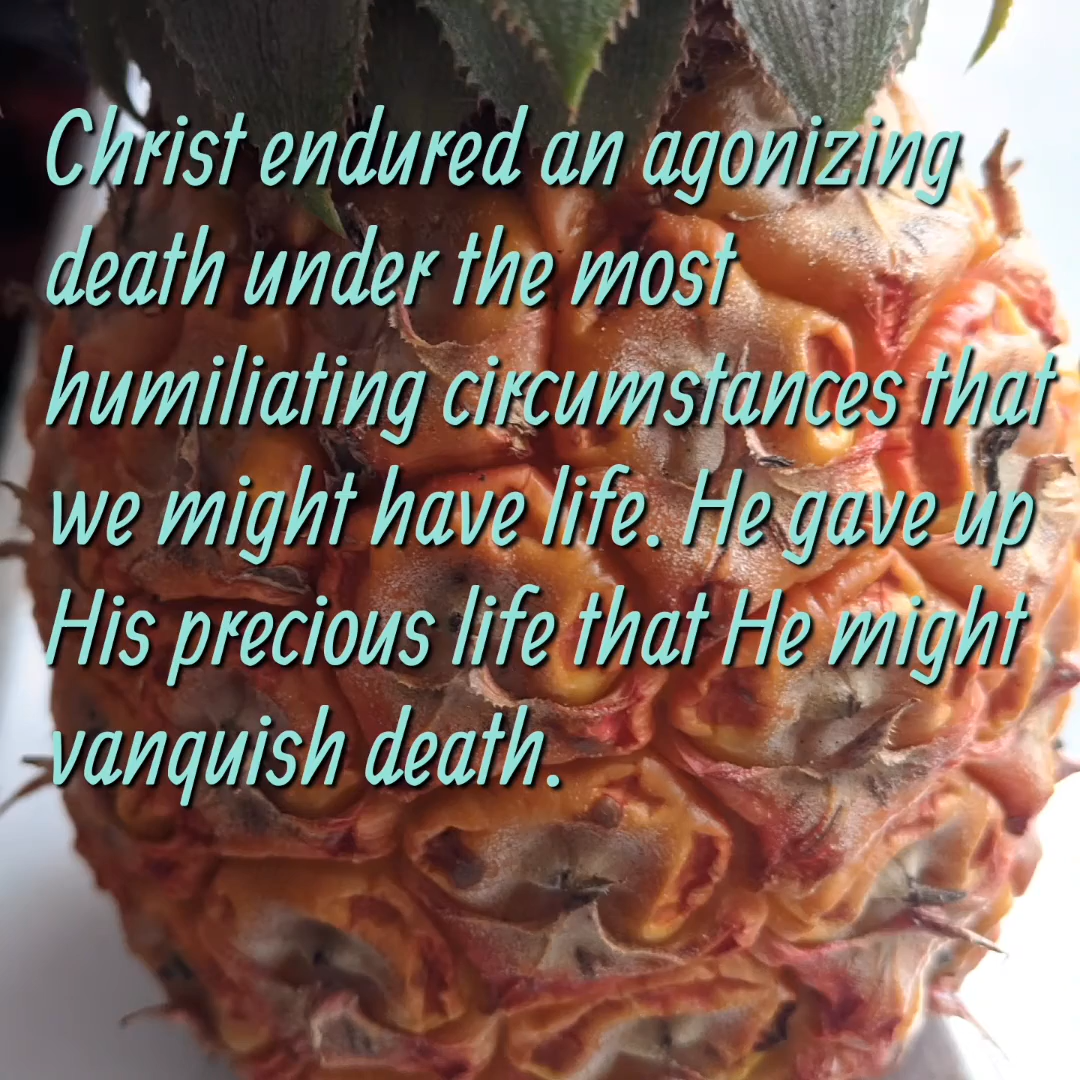 Christ endured an agonizing
death under the most
humiliating circumstances that
we might have life. He gave up
His precious life that He might
vanquish death.